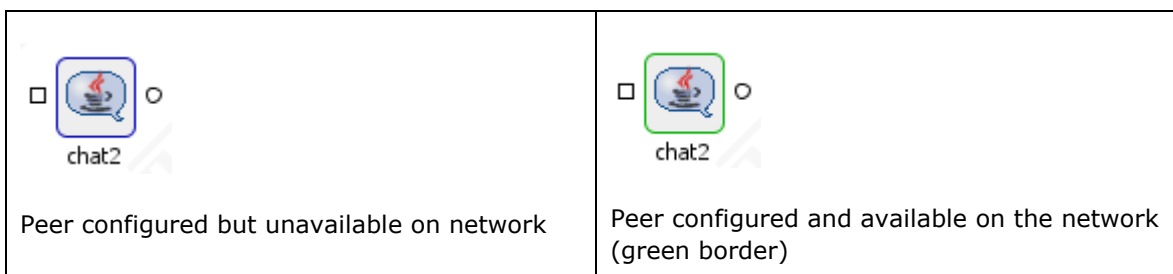 chat2
Peer configured but unavailable on network
chat2
Peer configured and available on the network
(green border)